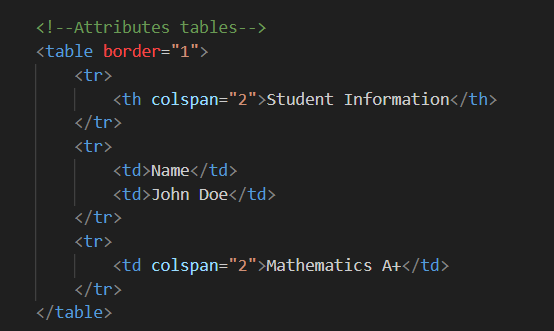 <!--Attributes tables-->
<table border="1">
    <tr>
        <th colspan="2">Student Information</th>
    </tr>
    <tr>
        <td>Name</td>
        <td>John Doe</td>
    </tr>
    <tr>
        <td colspan="2">Mathematics A+</td>
    </tr>
</table>